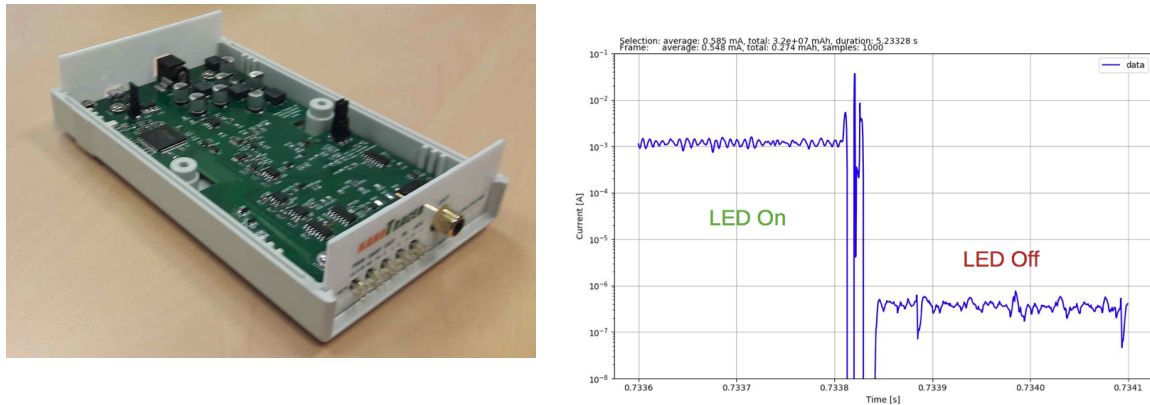 NANOTRACER
Selection: average: 0.585 mA, total: 3.2e+07 mAh, duration: 5.23328 s
Frame: average: 0.548 mA, total: 0.274 mAh, samples: 1000
10⁻¹
data
10⁻²
10⁻³
10⁻⁴
Current [A]
LED On
10⁻⁵
LED Off
10⁻⁶
10⁻⁷
10⁻⁸
0.7336 0.7337 0.7338 0.7339 0.7340 0.7341
Time [s]